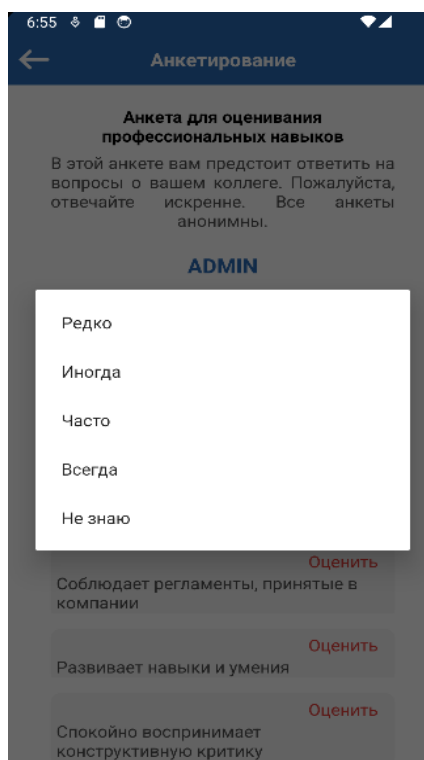 6:55
Анкетирование
Анкета для оценивания
профессиональных навыков
В этой анкете вам предстоит ответить на
вопросы о вашем коллеге. Пожалуйста,
отвечайте искренне. Все анкеты
анонимны.
ADMIN
Редко
Иногда
Часто
Всегда
Не знаю
Оценить
Соблюдает регламенты, принятые в
компании
Оценить
Развивает навыки и умения
Оценить
Спокойно воспринимает
конструктивную критику